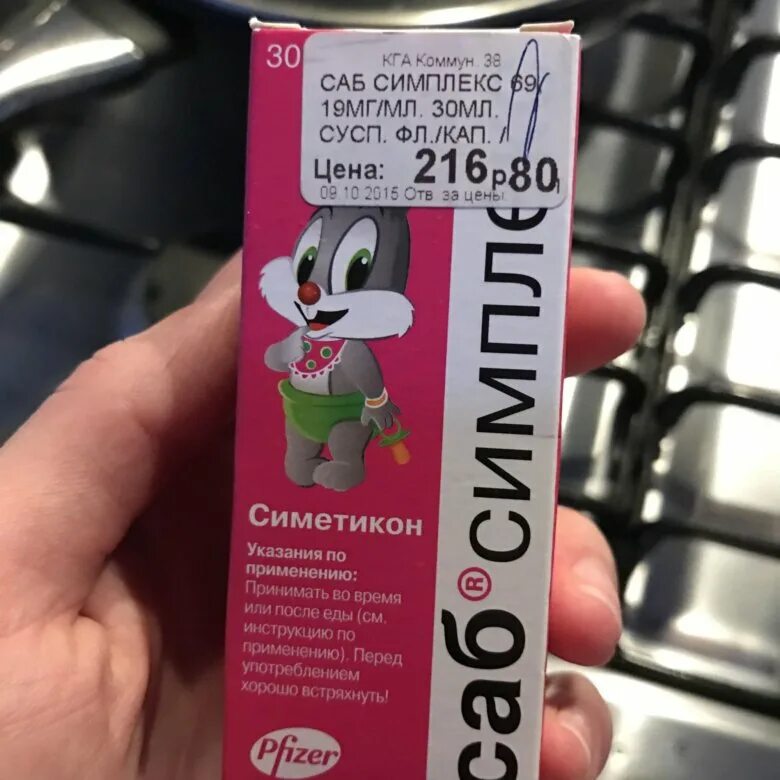 30
КГА Коммун. 38
САБ СИМПЛЕКС 69
19МГ/МЛ. 30МЛ.
СУСП. ФЛ./КАП. /
Цена: 216р80
09 10 2015 Отв за цены
саб® симпле
Симетикон
Указания по
применению:
Принимать во время
или после еды (см.
инструкцию по
применению). Перед
употреблением
хорошо встряхнуть!
Pfizer